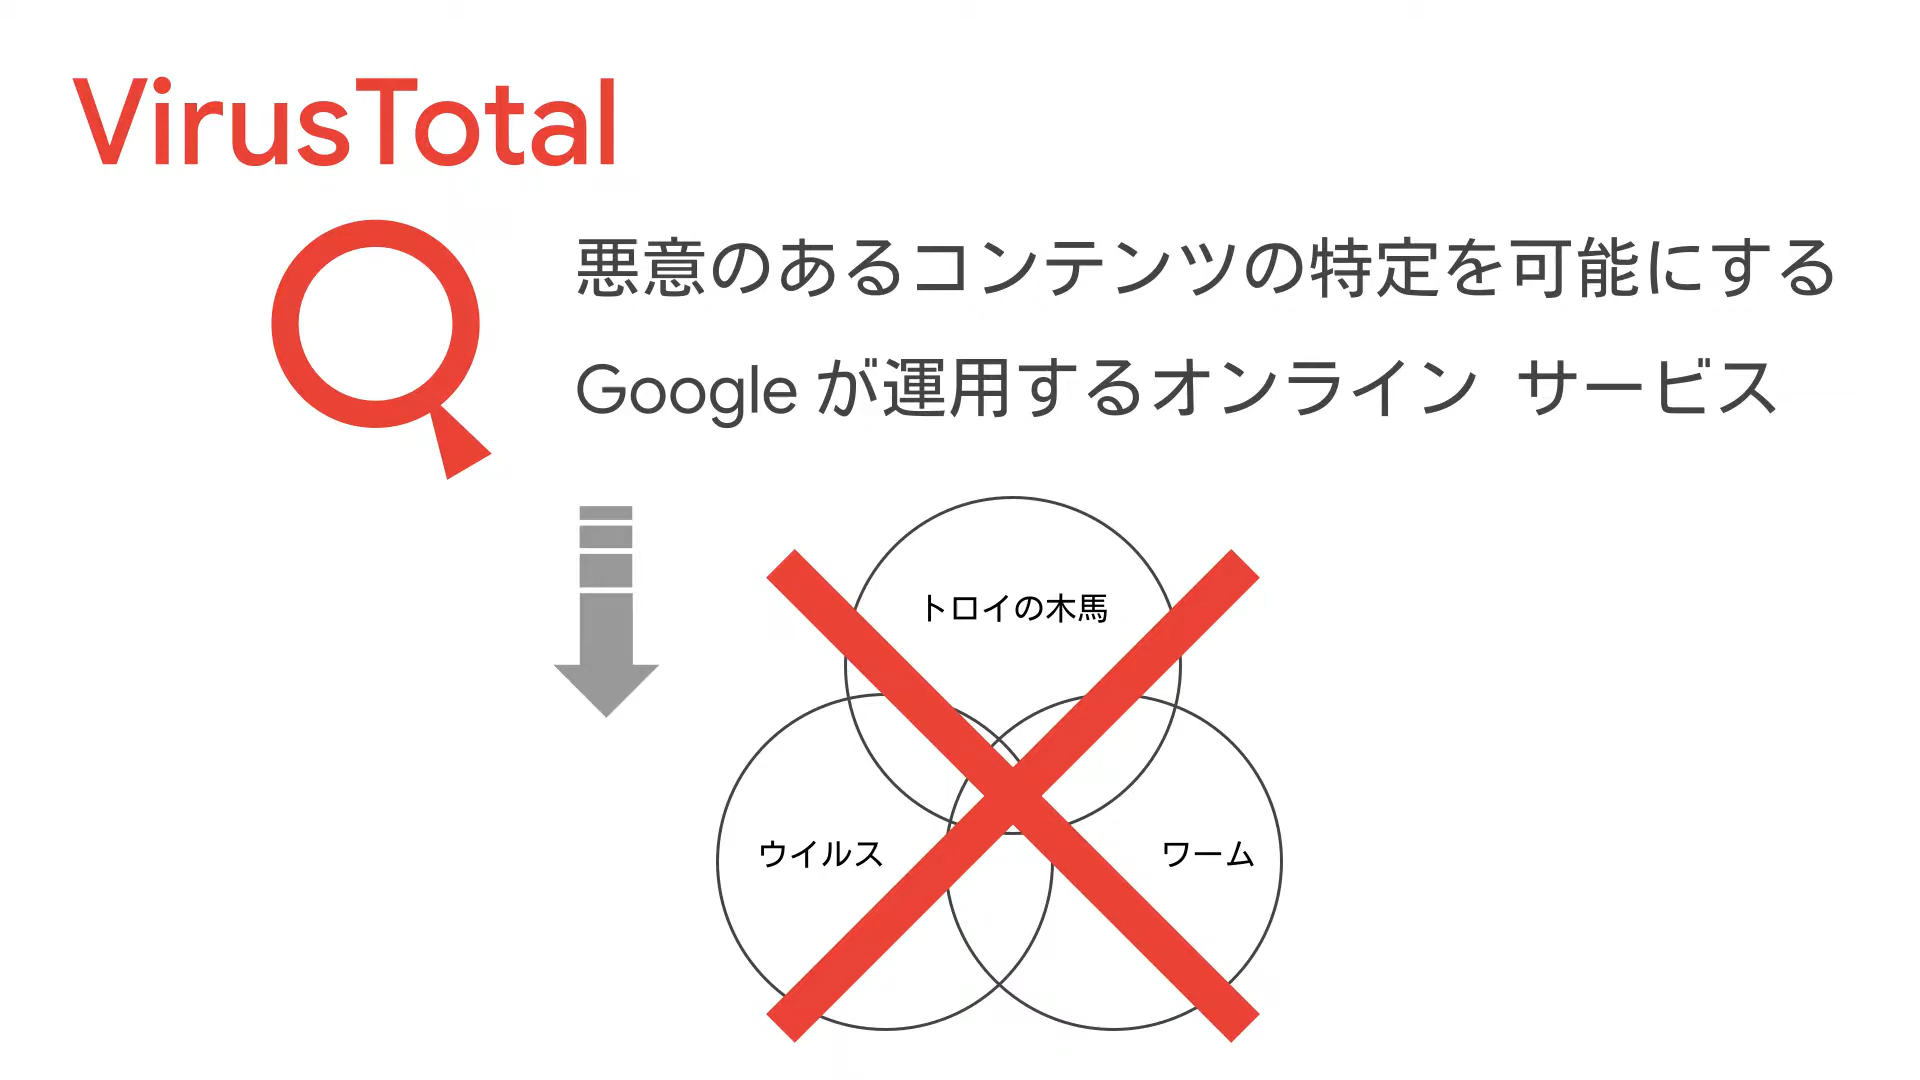 VirusTotal
悪意のあるコンテンツの特定を可能にする
Google が運用するオンライン サービス
トロイの木馬
ウイルス
ワーム